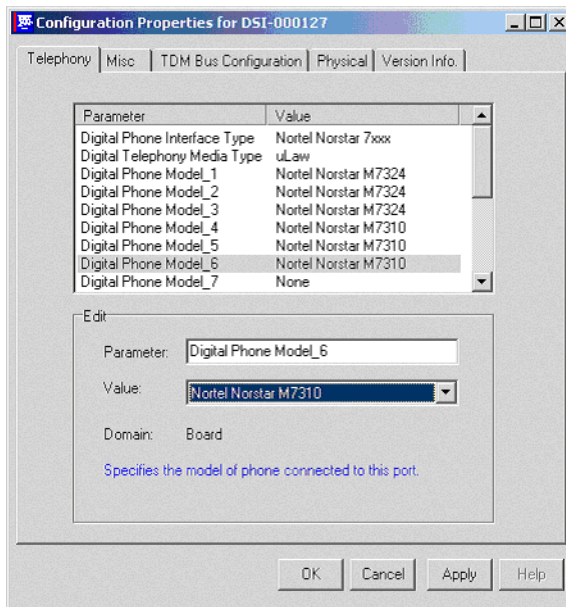 Configuration Properties for DSI-000127
Telephony Misc TDM Bus Configuration Physical Version Info.
Parameter Value
Digital Phone Interface Type Nortel Norstar 7xxx
Digital Telephony Media Type uLaw
Digital Phone Model_1 Nortel Norstar M7324
Digital Phone Model_2 Nortel Norstar M7324
Digital Phone Model_3 Nortel Norstar M7324
Digital Phone Model_4 Nortel Norstar M7310
Digital Phone Model_5 Nortel Norstar M7310
Digital Phone Model_6 Nortel Norstar M7310
Digital Phone Model_7 None
Edit
Parameter: Digital Phone Model_6
Value: Nortel Norstar M7310
Domain: Board
Specifies the model of phone connected to this port.
OK Cancel Apply Help